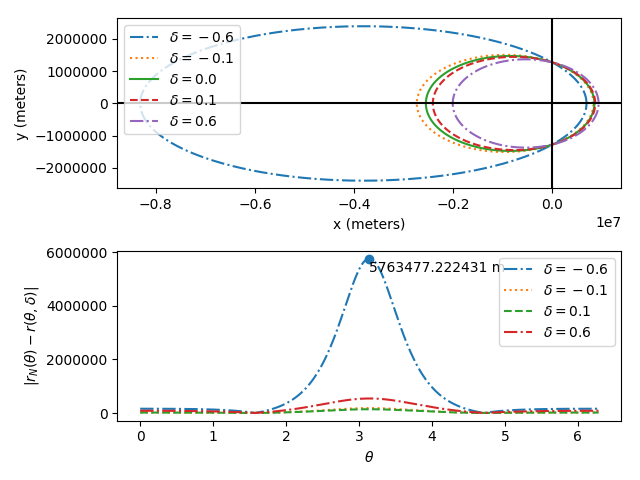 2000000
1000000
0
−1000000
−2000000
y (meters)
δ = −0.6
δ = −0.1
δ = 0.0
δ = 0.1
δ = 0.6
−0.8 −0.6 −0.4 −0.2 0.0
1e7
x (meters)
6000000
4000000
2000000
0
|r_N(θ) − r(θ, δ)|
5763477.222431 m
δ = −0.6
δ = −0.1
δ = 0.1
δ = 0.6
0 1 2 3 4 5 6
θ